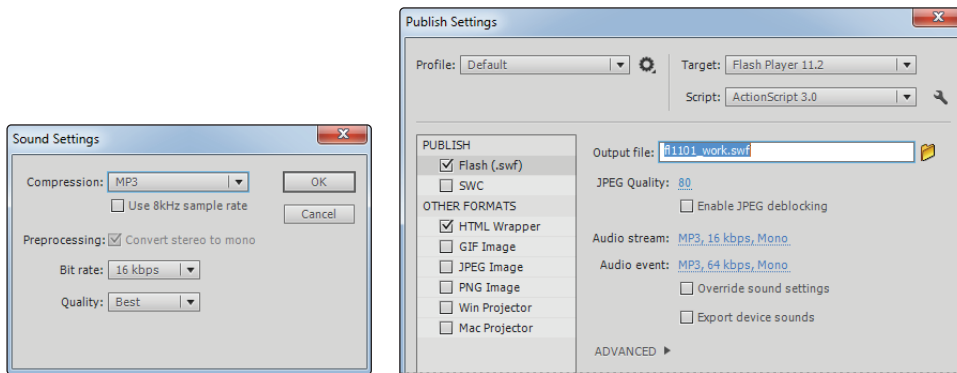 Sound Settings
Compression: MP3
OK
Use 8kHz sample rate
Cancel
Preprocessing: Convert stereo to mono
Bit rate: 16 kbps
Quality: Best
Publish Settings
Profile: Default
Target: Flash Player 11.2
Script: ActionScript 3.0
PUBLISH
Flash (.swf)
SWC
OTHER FORMATS
HTML Wrapper
GIF Image
JPEG Image
PNG Image
Win Projector
Mac Projector
Output file: fl1101_work.swf
JPEG Quality: 80
Enable JPEG deblocking
Audio stream: MP3, 16 kbps, Mono
Audio event: MP3, 64 kbps, Mono
Override sound settings
Export device sounds
ADVANCED